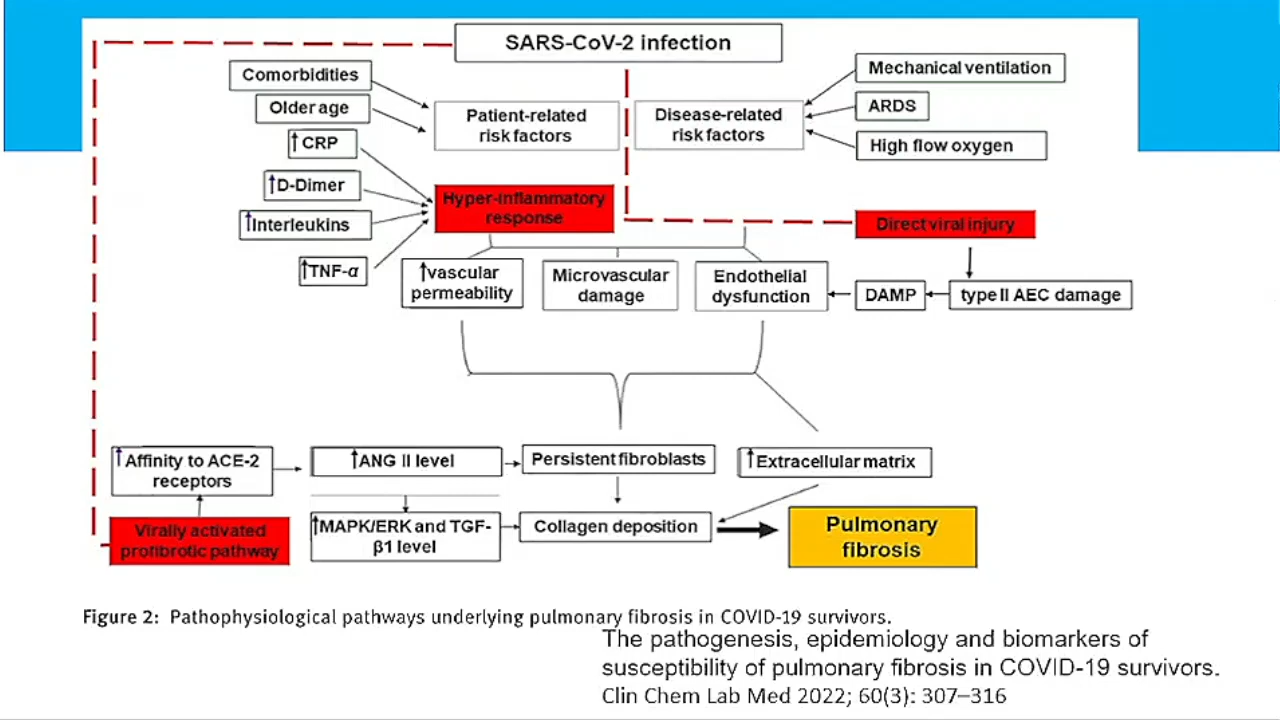 SARS-CoV-2 infection
Comorbidities
Older age
↑CRP
↑D-Dimer
↑Interleukins
↑TNF-α
Patient-related
risk factors
Disease-related
risk factors
Mechanical ventilation
ARDS
High flow oxygen
Hyper-inflammatory
response
Direct viral injury
↑vascular
permeability
Microvascular
damage
Endothelial
dysfunction
DAMP
type II AEC damage
↑Affinity to ACE-2
receptors
↑ANG II level
Persistent fibroblasts
↑Extracellular matrix
Virally activated
profibrotic pathway
↑MAPK/ERK and TGF-
β1 level
Collagen deposition
Pulmonary
fibrosis
Figure 2: Pathophysiological pathways underlying pulmonary fibrosis in COVID-19 survivors.
The pathogenesis, epidemiology and biomarkers of
susceptibility of pulmonary fibrosis in COVID-19 survivors.
Clin Chem Lab Med 2022; 60(3): 307–316